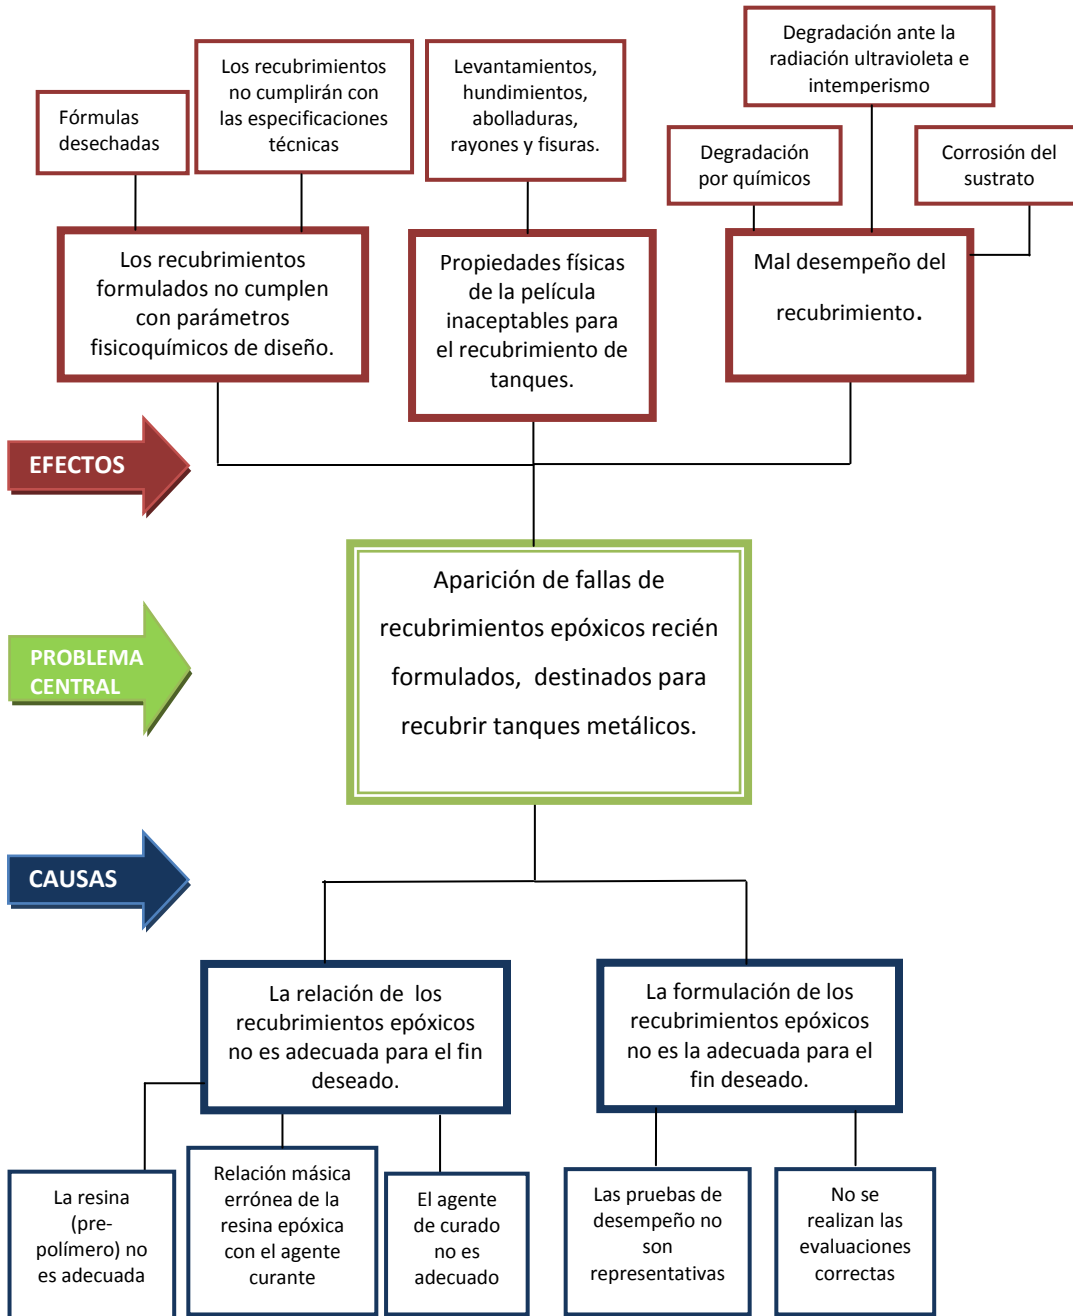 Fórmulas
desechadas
Los recubrimientos
no cumplirán con
las especificaciones
técnicas
Levantamientos,
hundimientos,
abolladuras,
rayones y fisuras.
Degradación ante la
radiación ultravioleta e
intemperismo
Degradación
por químicos
Corrosión del
sustrato
Los recubrimientos
formulados no cumplen
con parámetros
fisicoquímicos de diseño.
Propiedades físicas
de la película
inaceptables para
el recubrimiento de
tanques.
Mal desempeño del
recubrimiento.
EFECTOS
Aparición de fallas de
recubrimientos epóxicos recién
formulados, destinados para
recubrir tanques metálicos.
PROBLEMA
CENTRAL
CAUSAS
La relación de los
recubrimientos epóxicos
no es adecuada para el fin
deseado.
La formulación de los
recubrimientos epóxicos
no es la adecuada para el
fin deseado.
La resina
(pre-
polímero) no
es adecuada
Relación másica
errónea de la
resina epóxica
con el agente
curante
El agente
de curado
no es
adecuado
Las pruebas de
desempeño no
son
representativas
No se
realizan las
evaluaciones
correctas